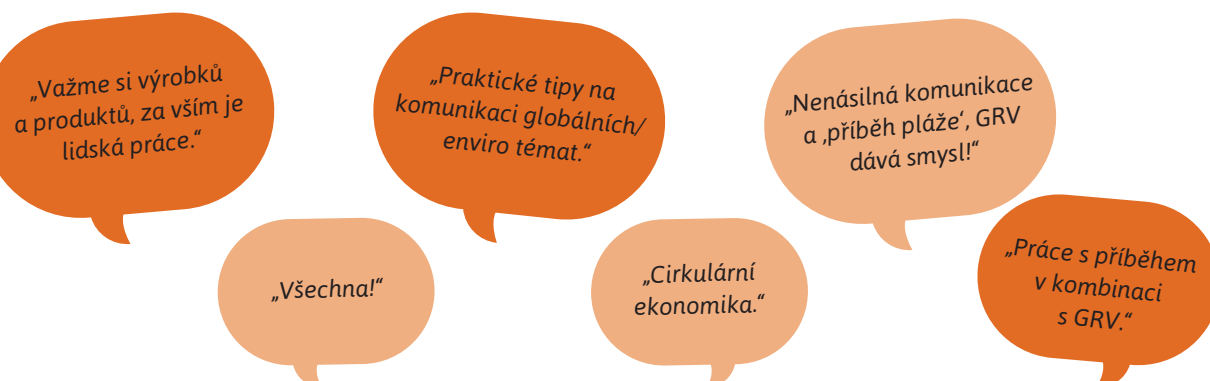 „Važme si výrobků
a produktů, za vším je
lidská práce.“
„Praktické tipy na
komunikaci globálních/
enviro témat.“
„Nenásilná komunikace
a ‚příběh pláže‘, GRV
dává smysl!“
„Všechna!“
„Cirkulární
ekonomika.“
„Práce s příběhem
v kombinaci
s GRV.“